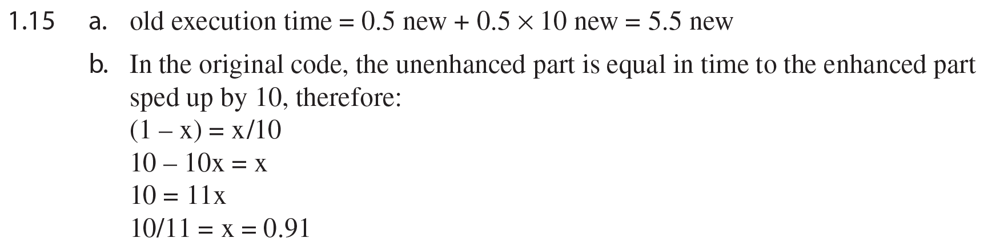 1.15 a. old execution time = 0.5 new + 0.5 × 10 new = 5.5 new
b. In the original code, the unenhanced part is equal in time to the enhanced part
sped up by 10, therefore:
(1 – x) = x/10
10 – 10x = x
10 = 11x
10/11 = x = 0.91